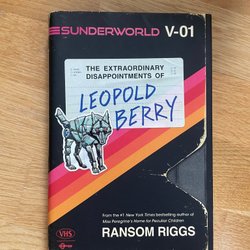 SUNDERWORLD V-01
THE EXTRAORDINARY
DISAPPOINTMENTS OF
LEOPOLD
BERRY
From the #1 New York Times bestselling author of
Miss Peregrine's Home for Peculiar Children
VHS
RANSOM RIGGS